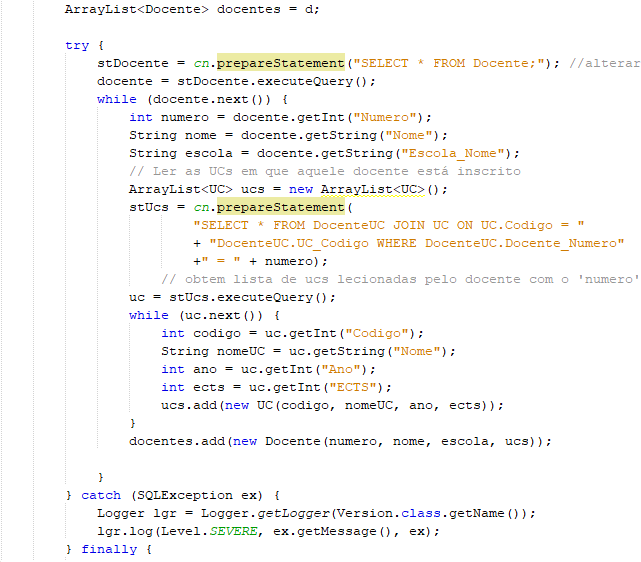 ArrayList<Docente> docentes = d;
try {
stDocente = cn.prepareStatement("SELECT * FROM Docente;"); //alterar
docente = stDocente.executeQuery();
while (docente.next()) {
int numero = docente.getInt("Numero");
String nome = docente.getString("Nome");
String escola = docente.getString("Escola_Nome");
// Ler as UCs em que aquele docente está inscrito
ArrayList<UC> ucs = new ArrayList<UC>();
stUcs = cn.prepareStatement(
"SELECT * FROM DocenteUC JOIN UC ON UC.Codigo = "
+ "DocenteUC.UC_Codigo WHERE DocenteUC.Docente_Numero"
+" = " + numero);
// obtem lista de ucs lecionadas pelo docente com o 'numero'
uc = stUcs.executeQuery();
while (uc.next()) {
int codigo = uc.getInt("Codigo");
String nomeUC = uc.getString("Nome");
int ano = uc.getInt("Ano");
int ects = uc.getInt("ECTS");
ucs.add(new UC(codigo, nomeUC, ano, ects));
}
docentes.add(new Docente(numero, nome, escola, ucs));
}
} catch (SQLException ex) {
Logger lgr = Logger.getLogger(Version.class.getName());
lgr.log(Level.SEVERE, ex.getMessage(), ex);
} finally {